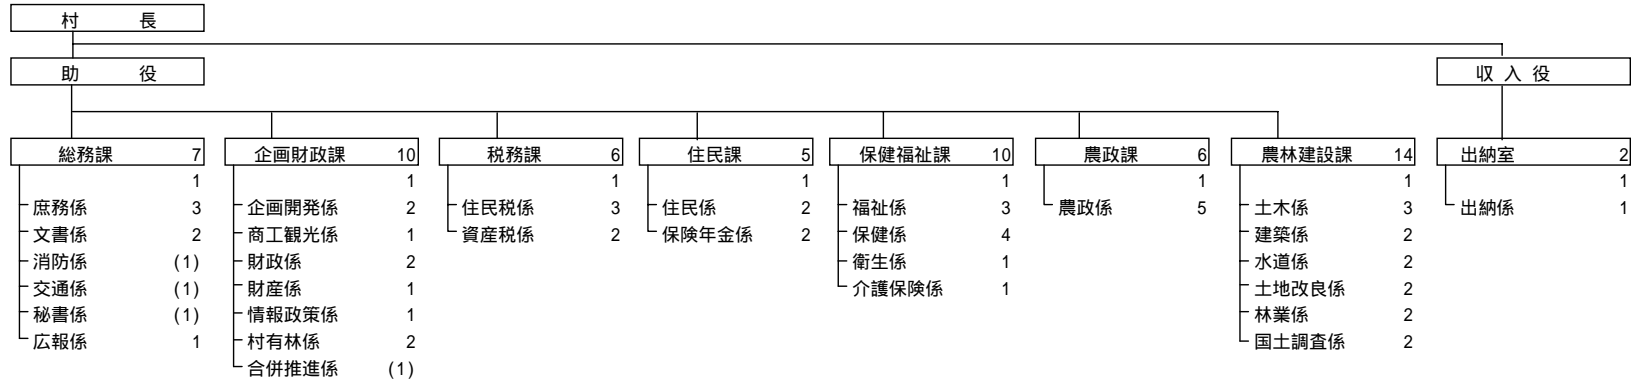 村 長
助 役
収 入 役
総務課 7
1
庶務係 3
文書係 2
消防係 (1)
交通係 (1)
秘書係 (1)
広報係 1
企画財政課 10
1
企画開発係 2
商工観光係 1
財政係 2
財産係 1
情報政策係 1
村有林係 2
合併推進係 (1)
税務課 6
1
住民税係 3
資産税係 2
住民課 5
1
住民係 2
保険年金係 2
保健福祉課 10
1
福祉係 3
保健係 4
衛生係 1
介護保険係 1
農政課 6
1
農政係 5
農林建設課 14
1
土木係 3
建築係 2
水道係 2
土地改良係 2
林業係 2
国土調査係 2
出納室 2
1
出納係 1